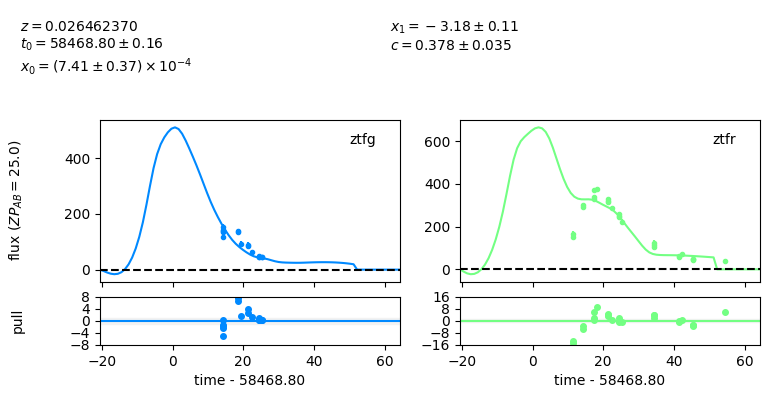 z = 0.026462370
t₀ = 58468.80 ± 0.16
x₀ = (7.41 ± 0.37) × 10⁻⁴
x₁ = −3.18 ± 0.11
c = 0.378 ± 0.035
flux (ZP_AB = 25.0)
400
200
0
ztfg
600
400
200
0
ztfr
pull
8
4
0
−4
−8
−20 0 20 40 60
time - 58468.80
16
8
0
−8
−16
−20 0 20 40 60
time - 58468.80